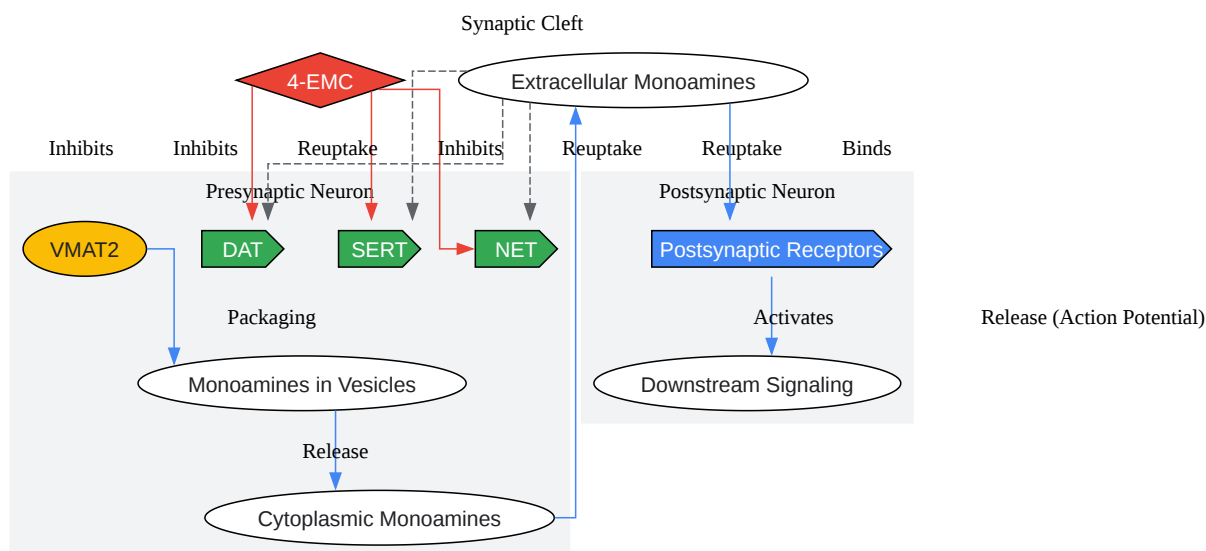 Synaptic Cleft
4-EMC
Extracellular Monoamines
Inhibits
Inhibits
Reuptake
Inhibits
Reuptake
Reuptake
Binds
Presynaptic Neuron
Postsynaptic Neuron
VMAT2
DAT
SERT
NET
Postsynaptic Receptors
Packaging
Activates
Release (Action Potential)
Monoamines in Vesicles
Downstream Signaling
Release
Cytoplasmic Monoamines